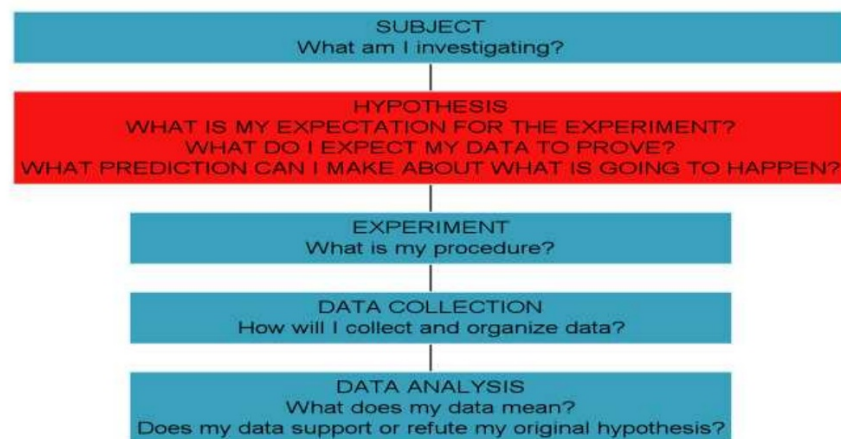 SUBJECT
What am I investigating?
HYPOTHESIS
WHAT IS MY EXPECTATION FOR THE EXPERIMENT?
WHAT DO I EXPECT MY DATA TO PROVE?
WHAT PREDICTION CAN I MAKE ABOUT WHAT IS GOING TO HAPPEN?
EXPERIMENT
What is my procedure?
DATA COLLECTION
How will I collect and organize data?
DATA ANALYSIS
What does my data mean?
Does my data support or refute my original hypothesis?